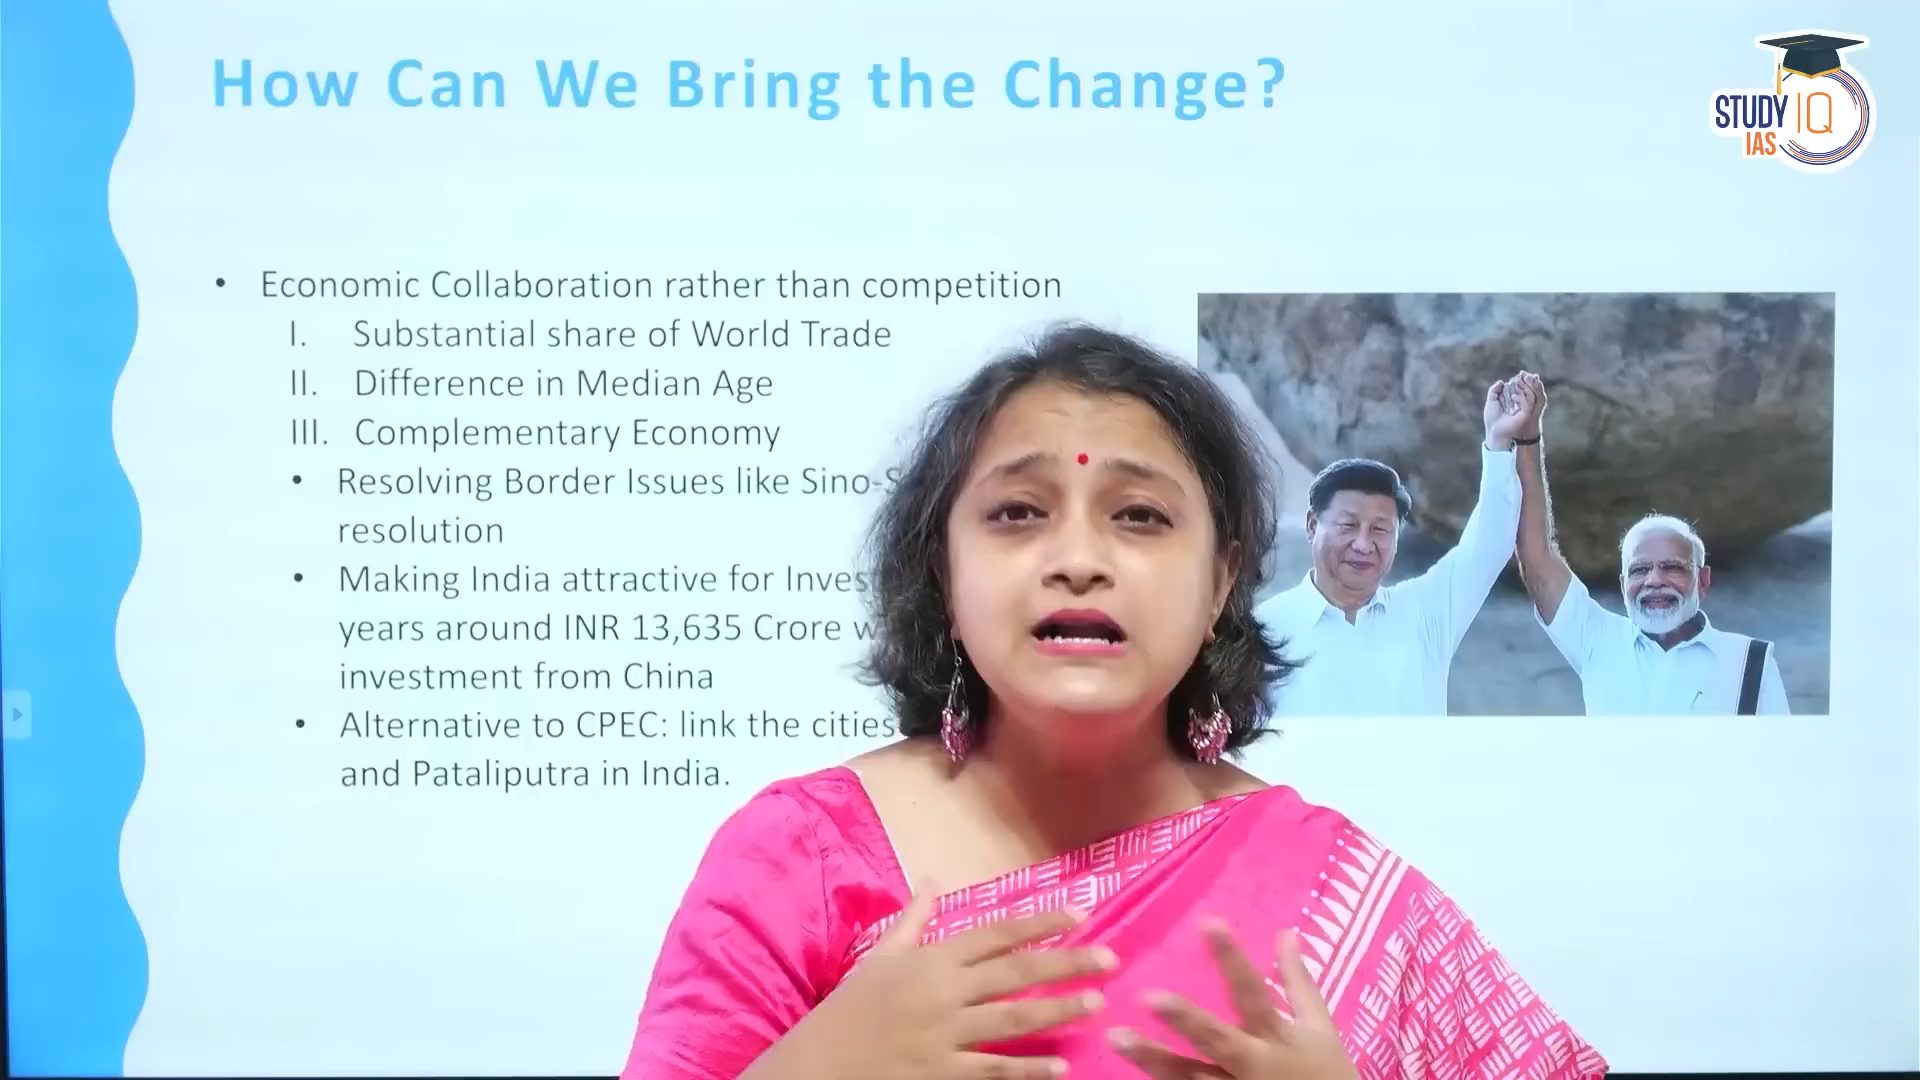 How Can We Bring the Change?
STUDY IQ
IAS
• Economic Collaboration rather than competition
I. Substantial share of World Trade
II. Difference in Median Age
III. Complementary Economy
• Resolving Border Issues like
resolution
• Making India attractive for
years around INR 13,635 Crore
investment from China
• Alternative to CPEC: link the cities
and Pataliputra in India.